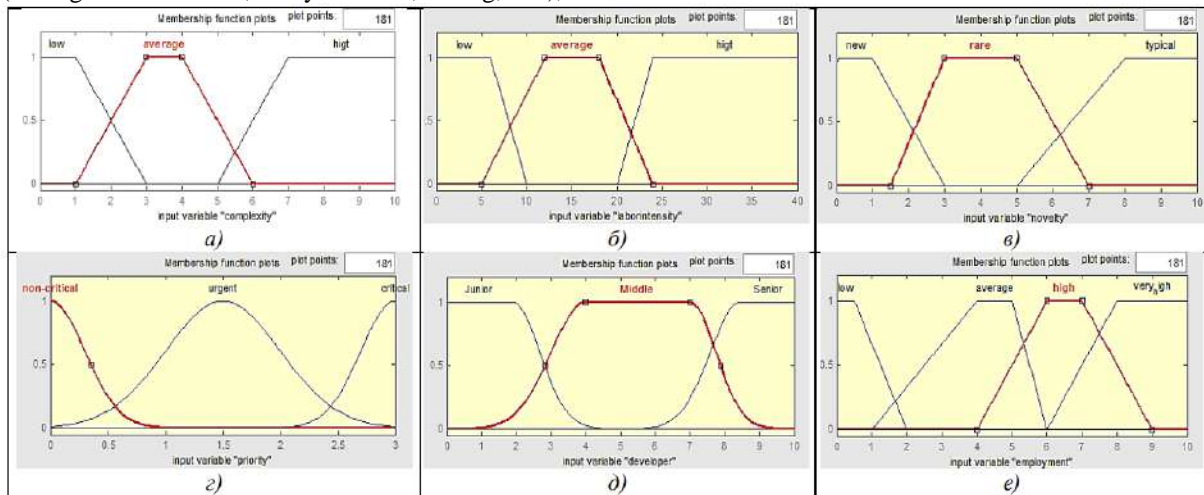 Membership function plots plot points: 181
low average higt
1
0.5
0
0 1 2 3 4 5 6 7 8 9 10
input variable "complexity"
а)
Membership function plots plot points: 181
low average higt
1
0.5
0
0 5 10 15 20 25 30 35 40
input variable "laborintensity"
б)
Membership function plots plot points: 181
new rare typical
1
0.5
0
0 1 2 3 4 5 6 7 8 9 10
input variable "novelty"
в)
Membership function plots plot points: 181
non-critical urgent critical
1
0.5
0
0 0.5 1 1.5 2 2.5 3
input variable "priority"
г)
Membership function plots plot points: 181
Junior Middle Senior
1
0.5
0
0 1 2 3 4 5 6 7 8 9 10
input variable "developer"
д)
Membership function plots plot points: 181
low average high very high
1
0.5
0
0 1 2 3 4 5 6 7 8 9 10
input variable "employment"
е)